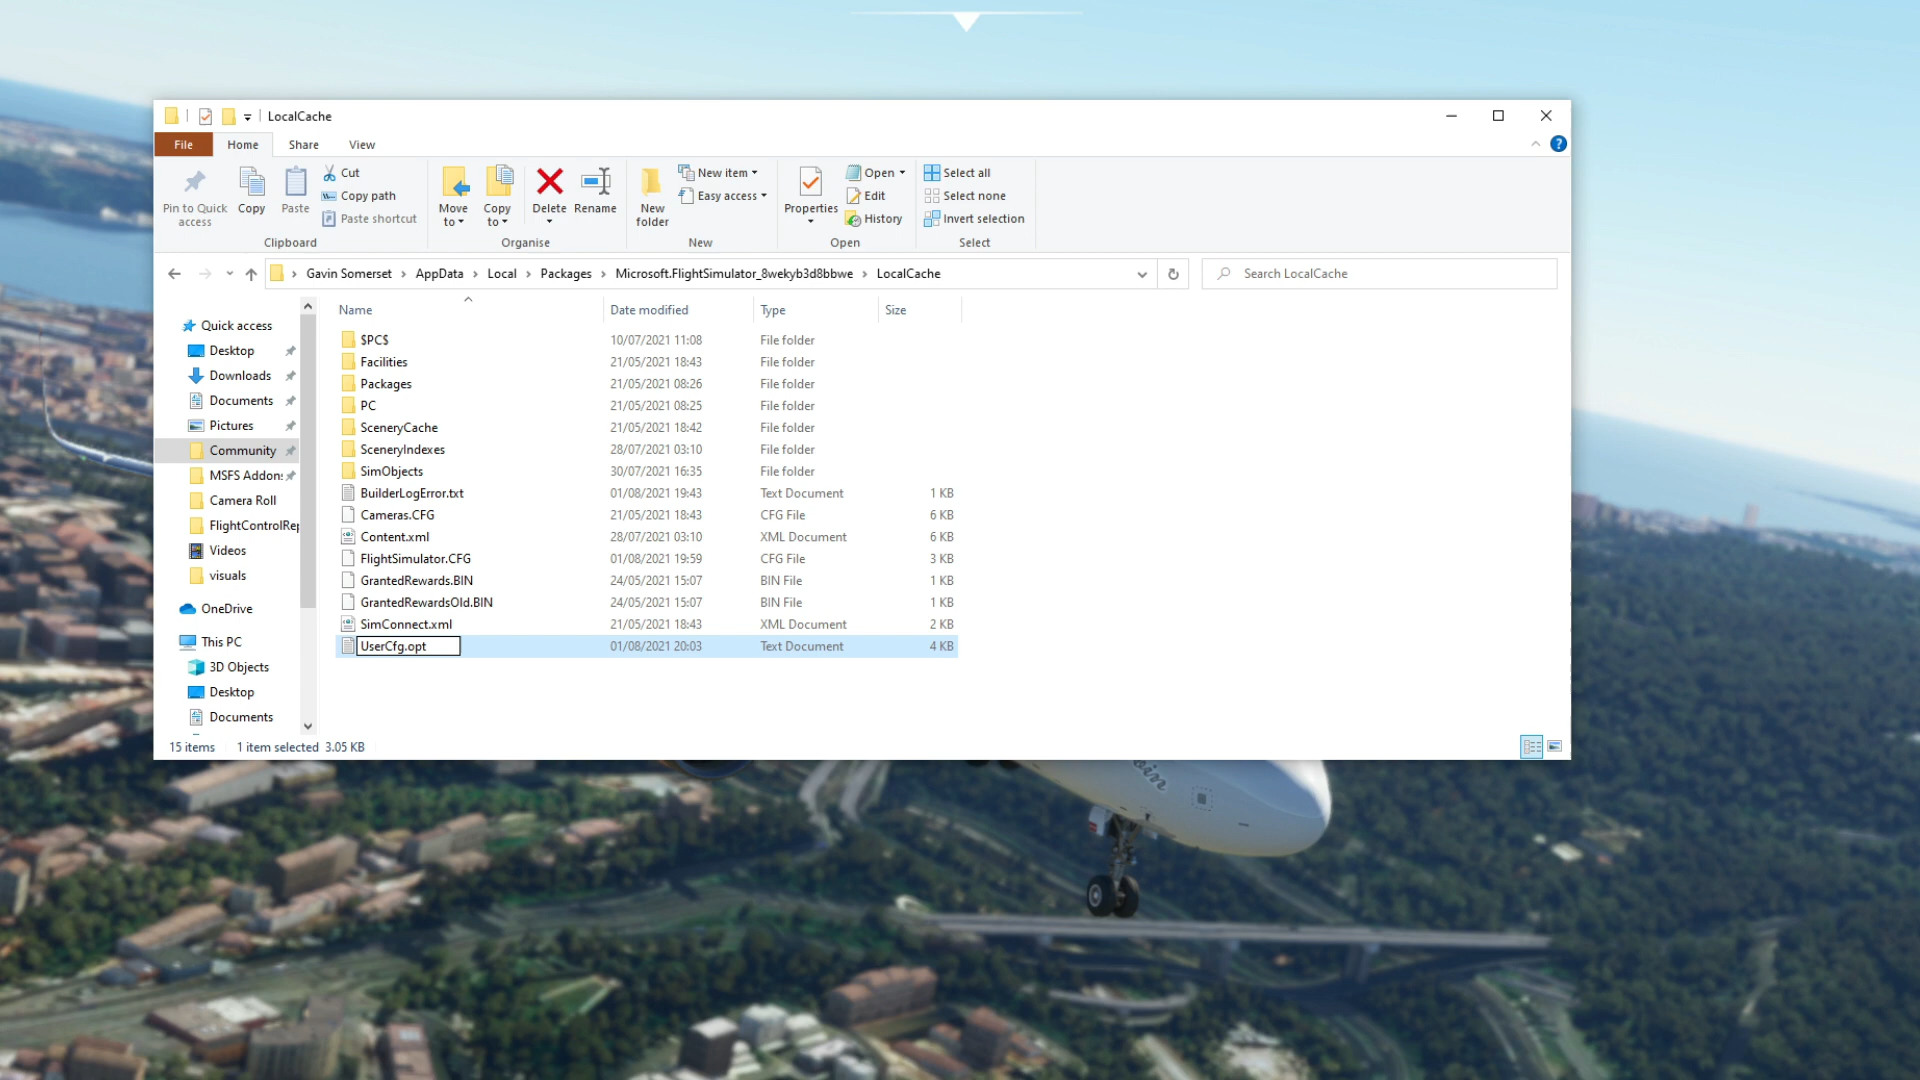 LocalCache
File Home Share View
Pin to Quick access
Copy
Paste
Cut
Copy path
Paste shortcut
Clipboard
Move to
Copy to
Delete
Rename
Organise
New folder
New item
Easy access
New
Properties
Open
Edit
History
Open
Select all
Select none
Invert selection
Select
Gavin Somerset › AppData › Local › Packages › Microsoft.FlightSimulator_8wekyb3d8bbwe › LocalCache
Search LocalCache
Quick access
Desktop
Downloads
Documents
Pictures
Community
MSFS Addon
Camera Roll
FlightControlRep
Videos
visuals
OneDrive
This PC
3D Objects
Desktop
Documents
Name Date modified Type Size
$PC$ 10/07/2021 11:08 File folder
Facilities 21/05/2021 18:43 File folder
Packages 21/05/2021 08:26 File folder
PC 21/05/2021 08:25 File folder
SceneryCache 21/05/2021 18:42 File folder
SceneryIndexes 28/07/2021 03:10 File folder
SimObjects 30/07/2021 16:35 File folder
BuilderLogError.txt 01/08/2021 19:43 Text Document 1 KB
Cameras.CFG 21/05/2021 18:43 CFG File 6 KB
Content.xml 28/07/2021 03:10 XML Document 6 KB
FlightSimulator.CFG 01/08/2021 19:59 CFG File 3 KB
GrantedRewards.BIN 24/05/2021 15:07 BIN File 1 KB
GrantedRewardsOld.BIN 24/05/2021 15:07 BIN File 1 KB
SimConnect.xml 21/05/2021 18:43 XML Document 2 KB
UserCfg.opt 01/08/2021 20:03 Text Document 4 KB
15 items 1 item selected 3.05 KB